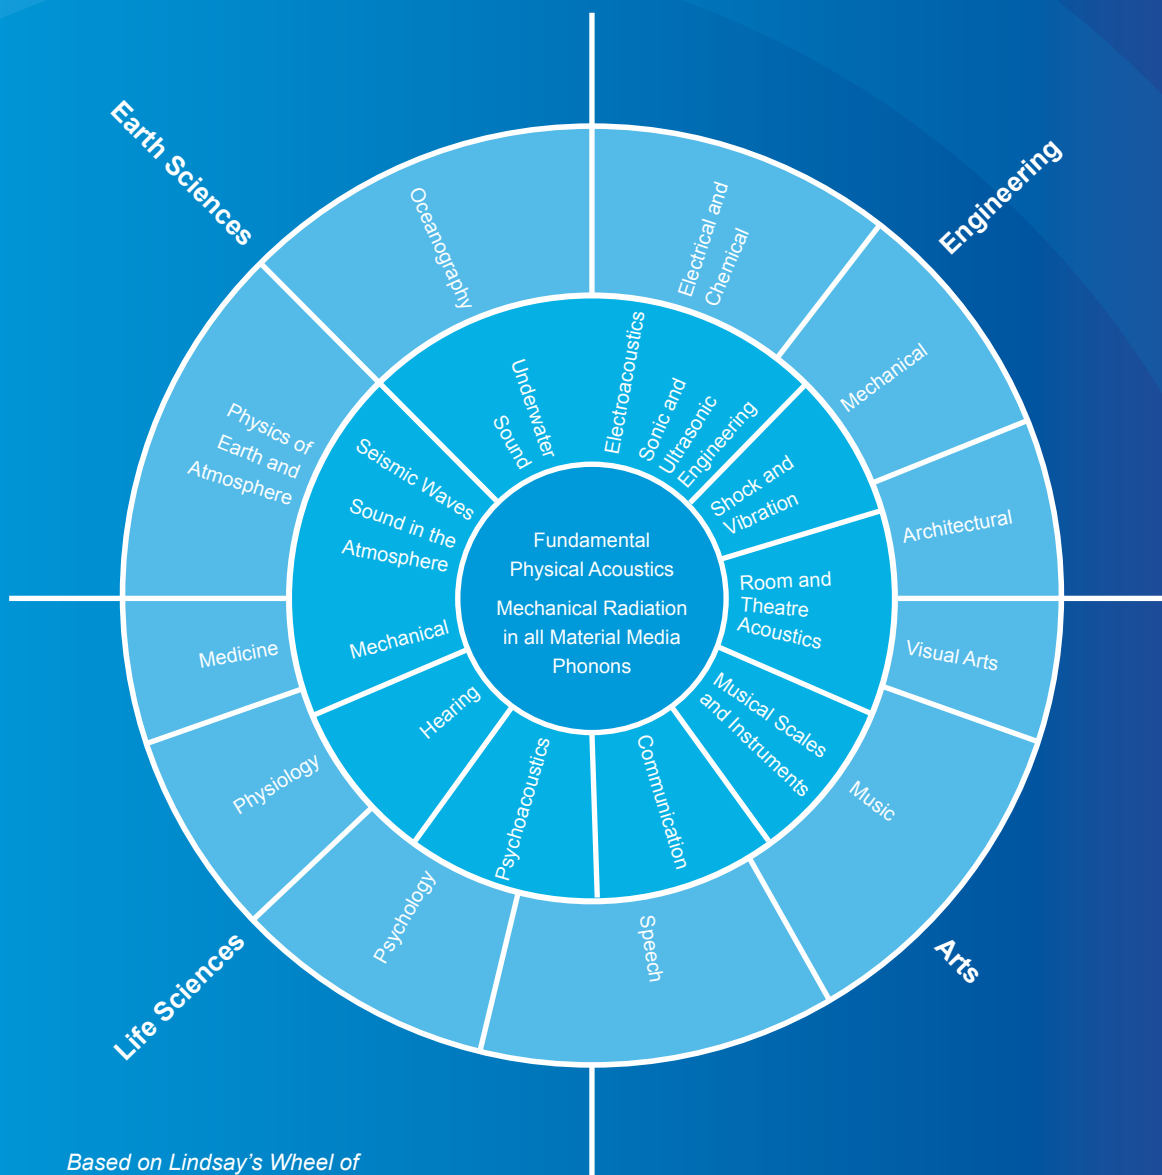 Earth Sciences
Engineering
Oceanography
Electrical and
Chemical
Mechanical
Architectural
Physics of
Earth and
Atmosphere
Underwater
Sound
Electroacoustics
Sonic and
Ultrasonic
Engineering
Shock and
Vibration
Seismic Waves
Sound in the
Atmosphere
Fundamental
Physical Acoustics
Mechanical Radiation
in all Material Media
Phonons
Room and
Theatre
Acoustics
Medicine
Mechanical
Visual Arts
Physiology
Hearing
Musical Scales
and Instruments
Music
Psychoacoustics
Communication
Psychology
Speech
Life Sciences
Arts
Based on Lindsay's Wheel of